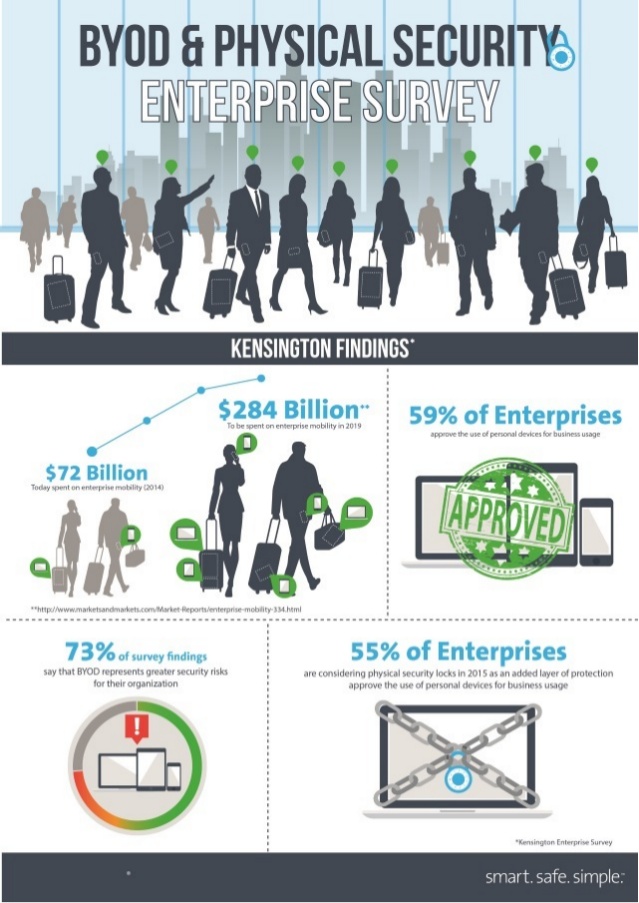 BYOD & PHYSICAL SECURITY
ENTERPRISE SURVEY
KENSINGTON FINDINGS*
$284 Billion**
To be spent on enterprise mobility in 2019
$72 Billion
Today spent on enterprise mobility (2014)
**http://www.marketsandmarkets.com/Market-Reports/enterprise-mobility-334.html
59% of Enterprises
approve the use of personal devices for business usage
APPROVED
73% of survey findings
say that BYOD represents greater security risks
for their organization
!
55% of Enterprises
are considering physical security locks in 2015 as an added layer of protection
approve the use of personal devices for business usage
*Kensington Enterprise Survey
smart. safe. simple.™